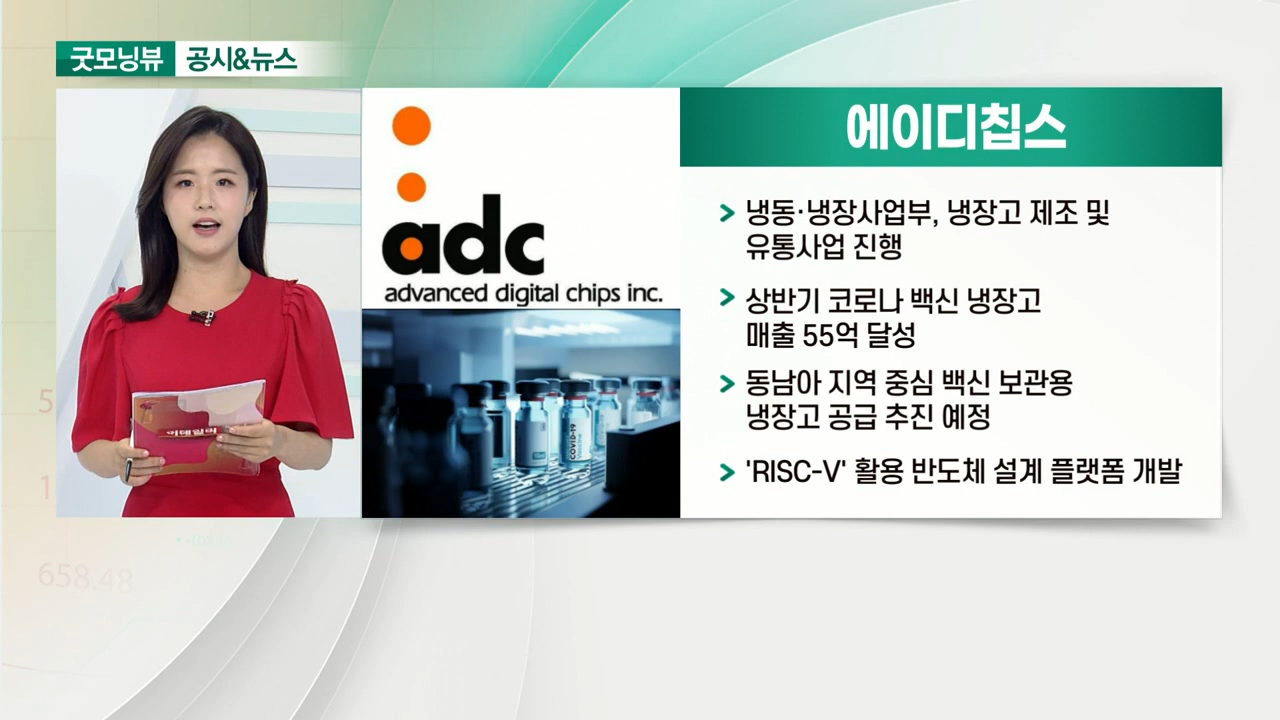 굿모닝뷰 공시&뉴스
adc
advanced digital chips inc.
COVID-19
에이디칩스
냉동·냉장사업부, 냉장고 제조 및
유통사업 진행
상반기 코로나 백신 냉장고
매출 55억 달성
동남아 지역 중심 백신 보관용
냉장고 공급 추진 예정
'RISC-V' 활용 반도체 설계 플랫폼 개발
658.48